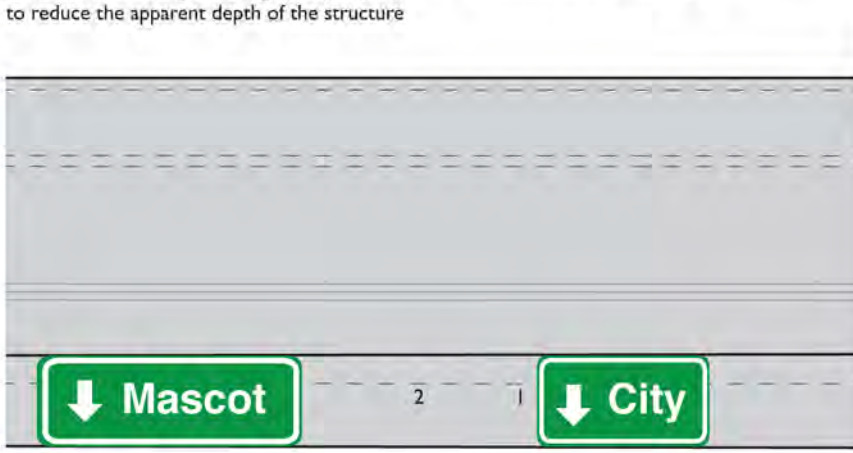 to reduce the apparent depth of the structure
Mascot 2 1 City